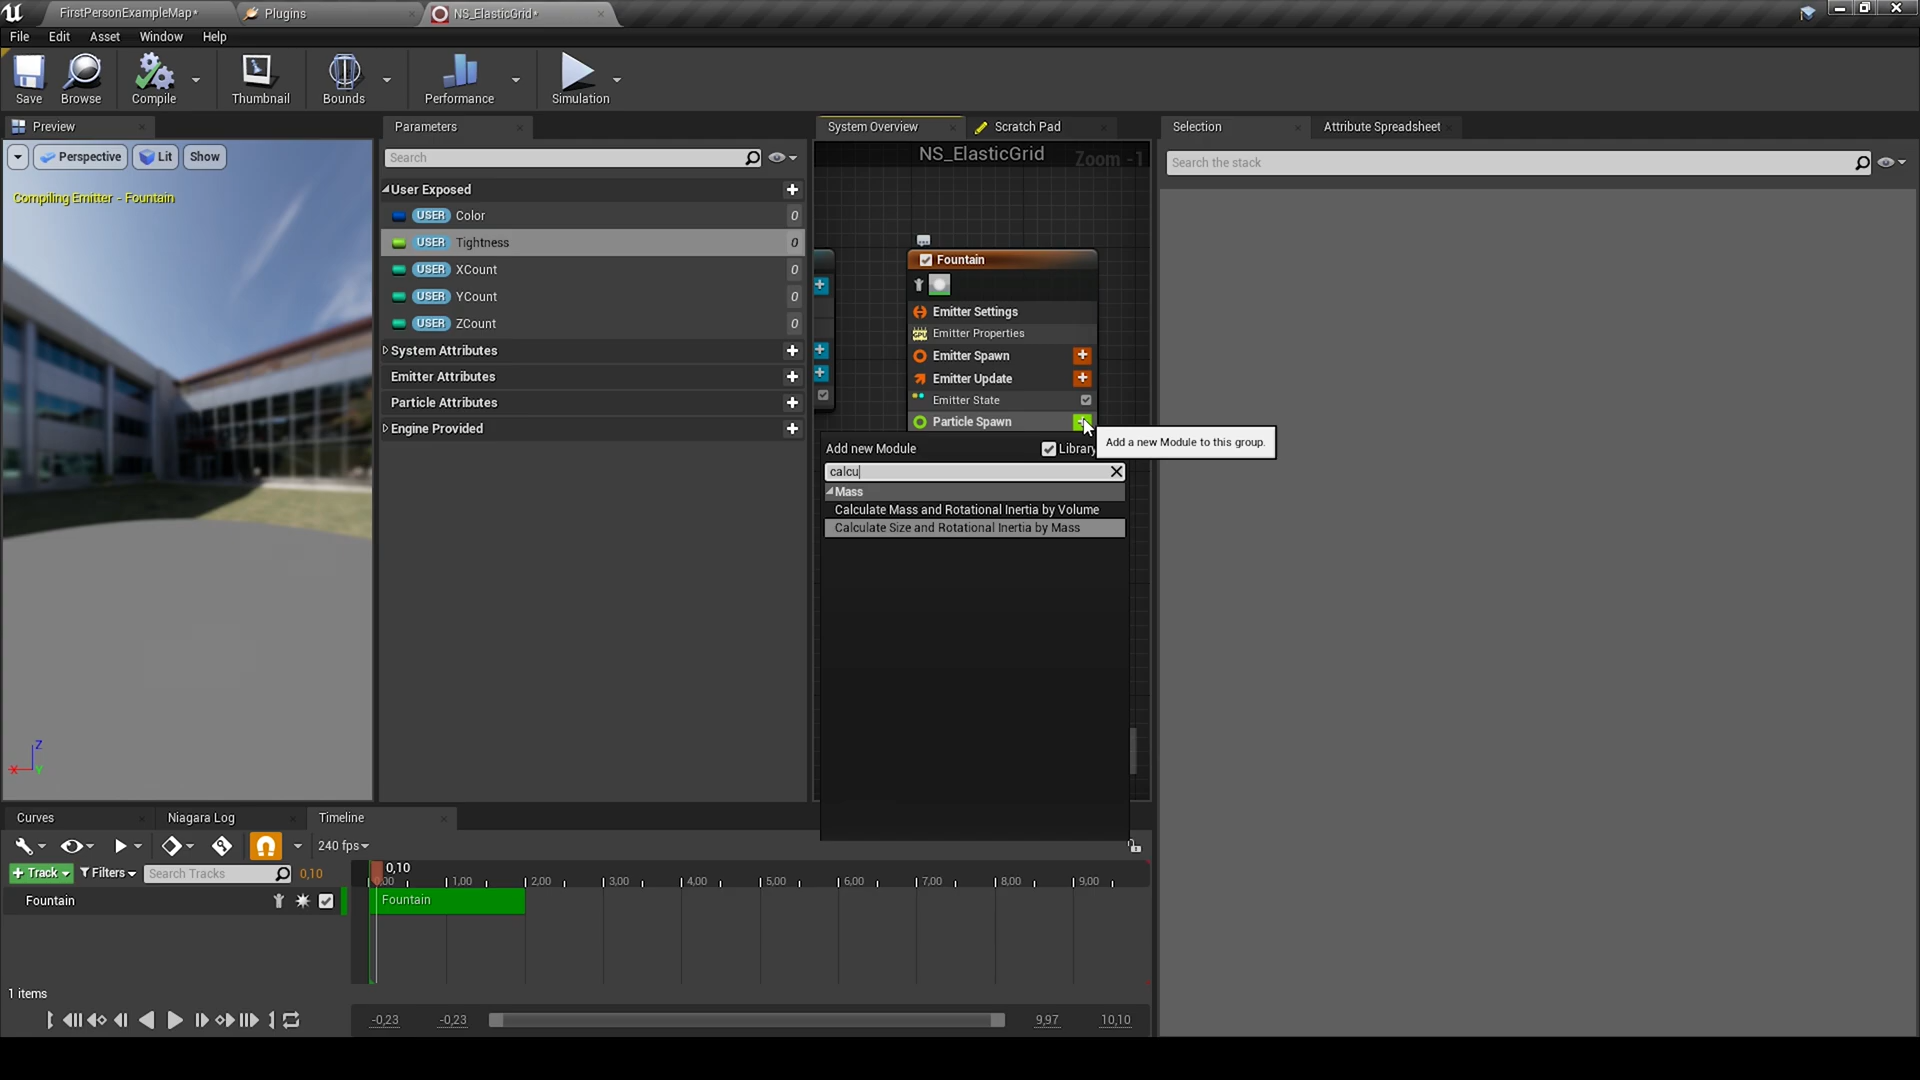 FirstPersonExampleMap*
Plugins
NS_ElasticGrid*
File Edit Asset Window Help
Save Browse Compile Thumbnail Bounds Performance Simulation
Preview
Parameters
System Overview
Scratch Pad
Selection
Attribute Spreadsheet
Perspective Lit Show
Compiling Emitter - Fountain
Search
User Exposed
USER Color 0
USER Tightness 0
USER XCount 0
USER YCount 0
USER ZCount 0
System Attributes
Emitter Attributes
Particle Attributes
Engine Provided
NS_ElasticGrid
Zoom -1
Search the stack
Fountain
Emitter Settings
Emitter Properties
Emitter Spawn
Emitter Update
Emitter State
Particle Spawn
Add a new Module to this group.
Add new Module
Library
calcu
Mass
Calculate Mass and Rotational Inertia by Volume
Calculate Size and Rotational Inertia by Mass
Z
X
Y
Curves
Niagara Log
Timeline
240 fps
Track Filters Search Tracks 0,10
0,10
1,00 2,00 3,00 4,00 5,00 6,00 7,00 8,00 9,00
Fountain
Fountain
1 items
-0,23 -0,23 9,97 10,10